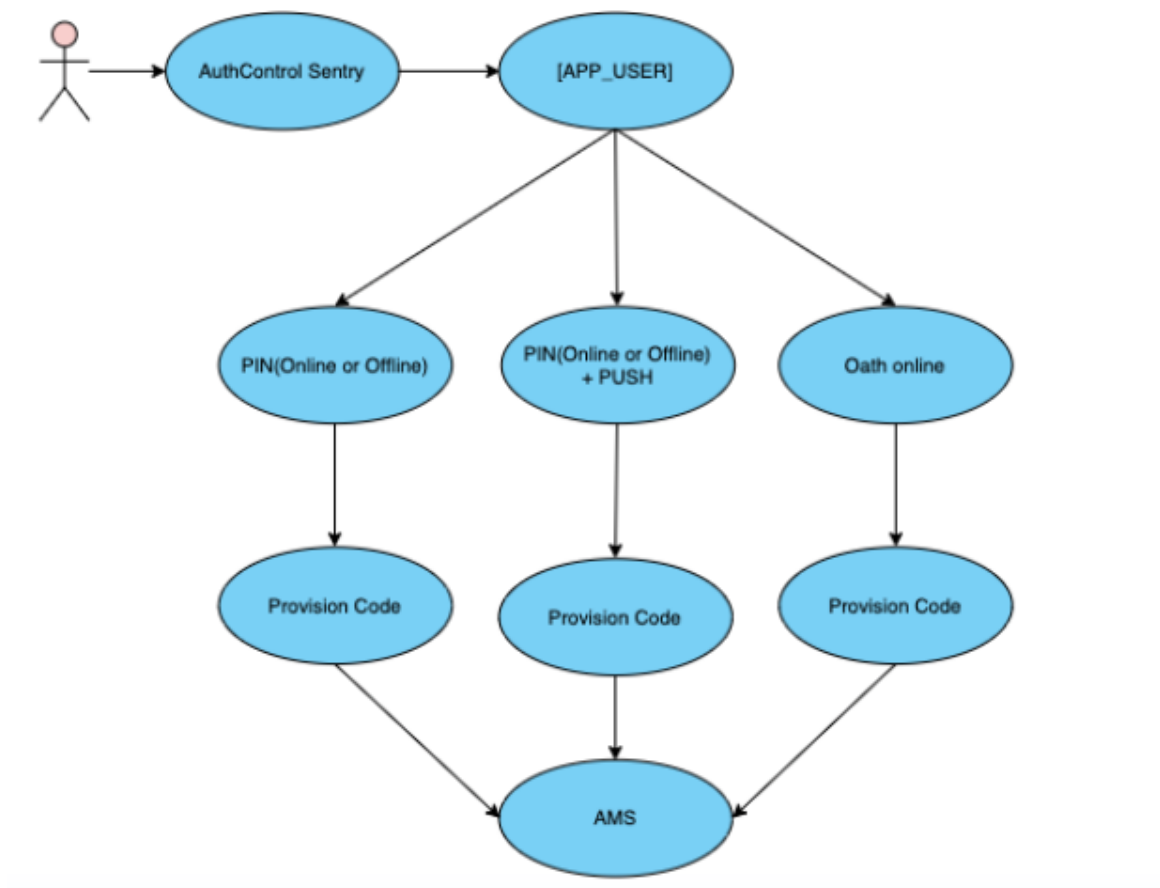 AuthControl Sentry
[APP_USER]
PIN(Online or Offline)
PIN(Online or Offline)
+ PUSH
Oath online
Provision Code
Provision Code
Provision Code
AMS